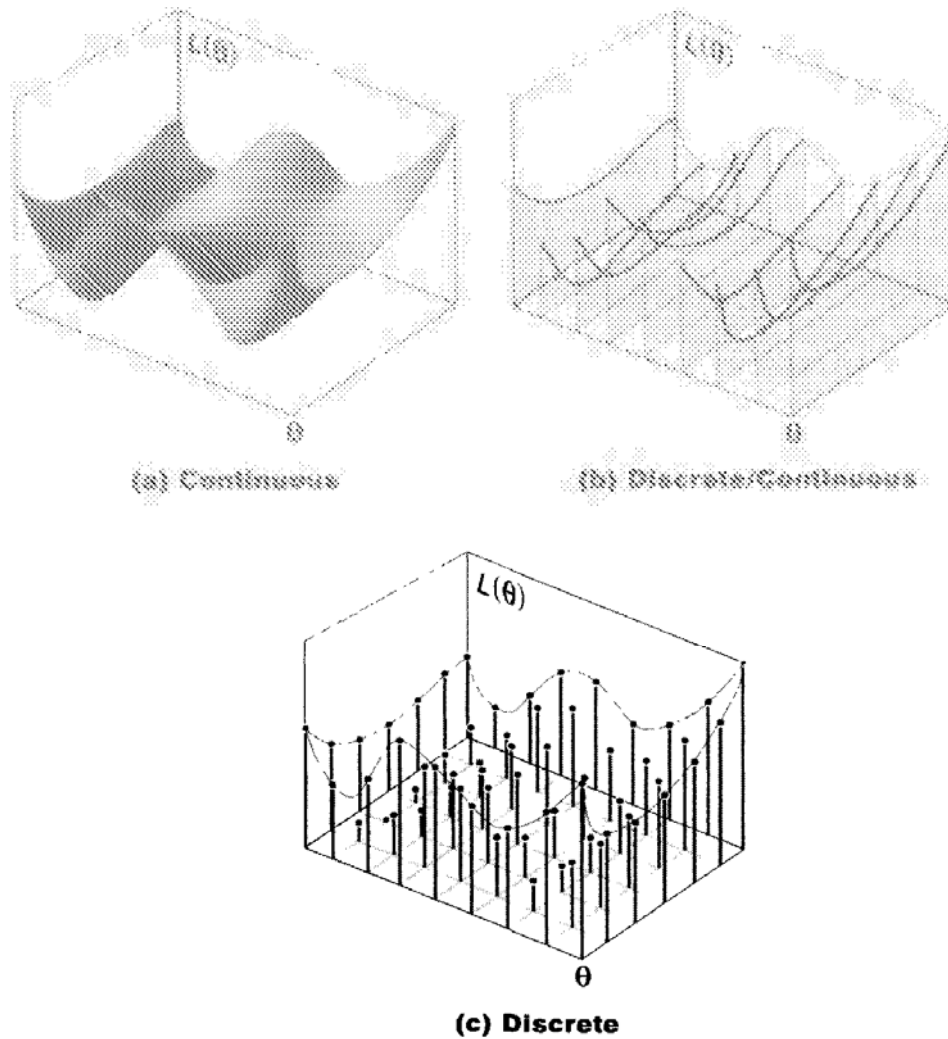 L(θ)
L(θ)
θ
θ
(a) Continuous
(b) Discrete/Continuous
L(θ)
θ
(c) Discrete